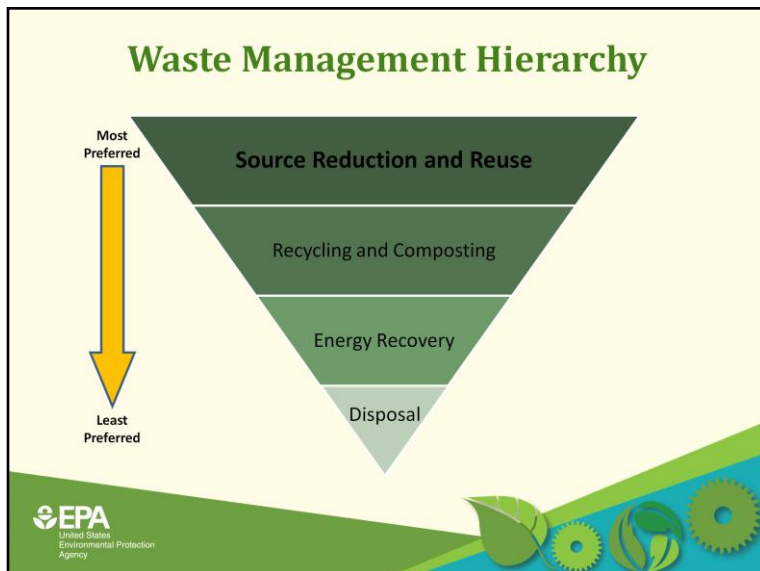 Waste Management Hierarchy
Most
Preferred
Source Reduction and Reuse
Recycling and Composting
Energy Recovery
Disposal
Least
Preferred
EPA
United States
Environmental Protection
Agency